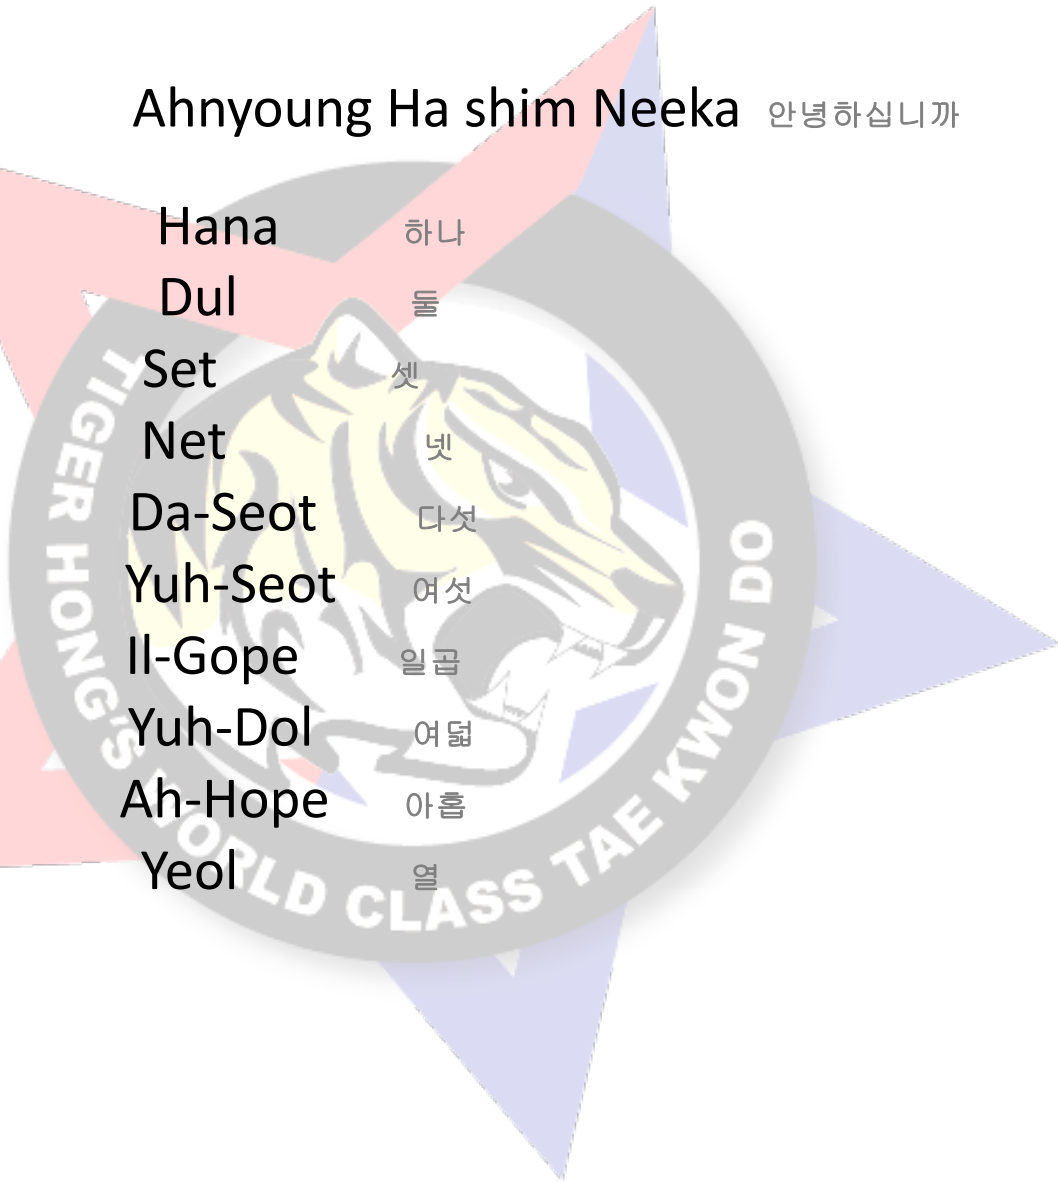 Ahnyoung Ha shim Neeka 안녕하십니까
Hana 하나
Dul 둘
Set 셋
Net 넷
Da-Seot 다섯
Yuh-Seot 여섯
Il-Gope 일곱
Yuh-Dol 여덟
Ah-Hope 아홉
Yeol 열
TIGER HONG'S WORLD CLASS TAE KWON DO